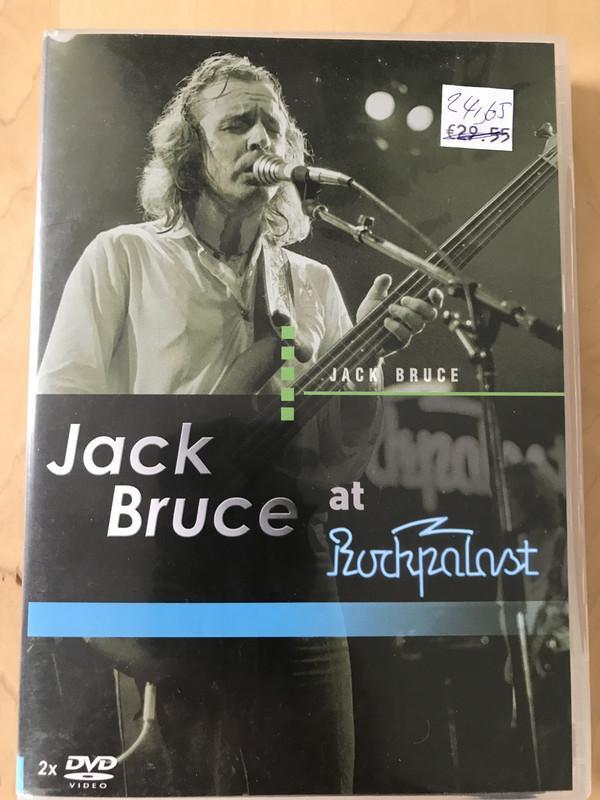 24,65
€29.55
JACK BRUCE
Jack
Bruce
at
Rockpalast
2x DVD
VIDEO